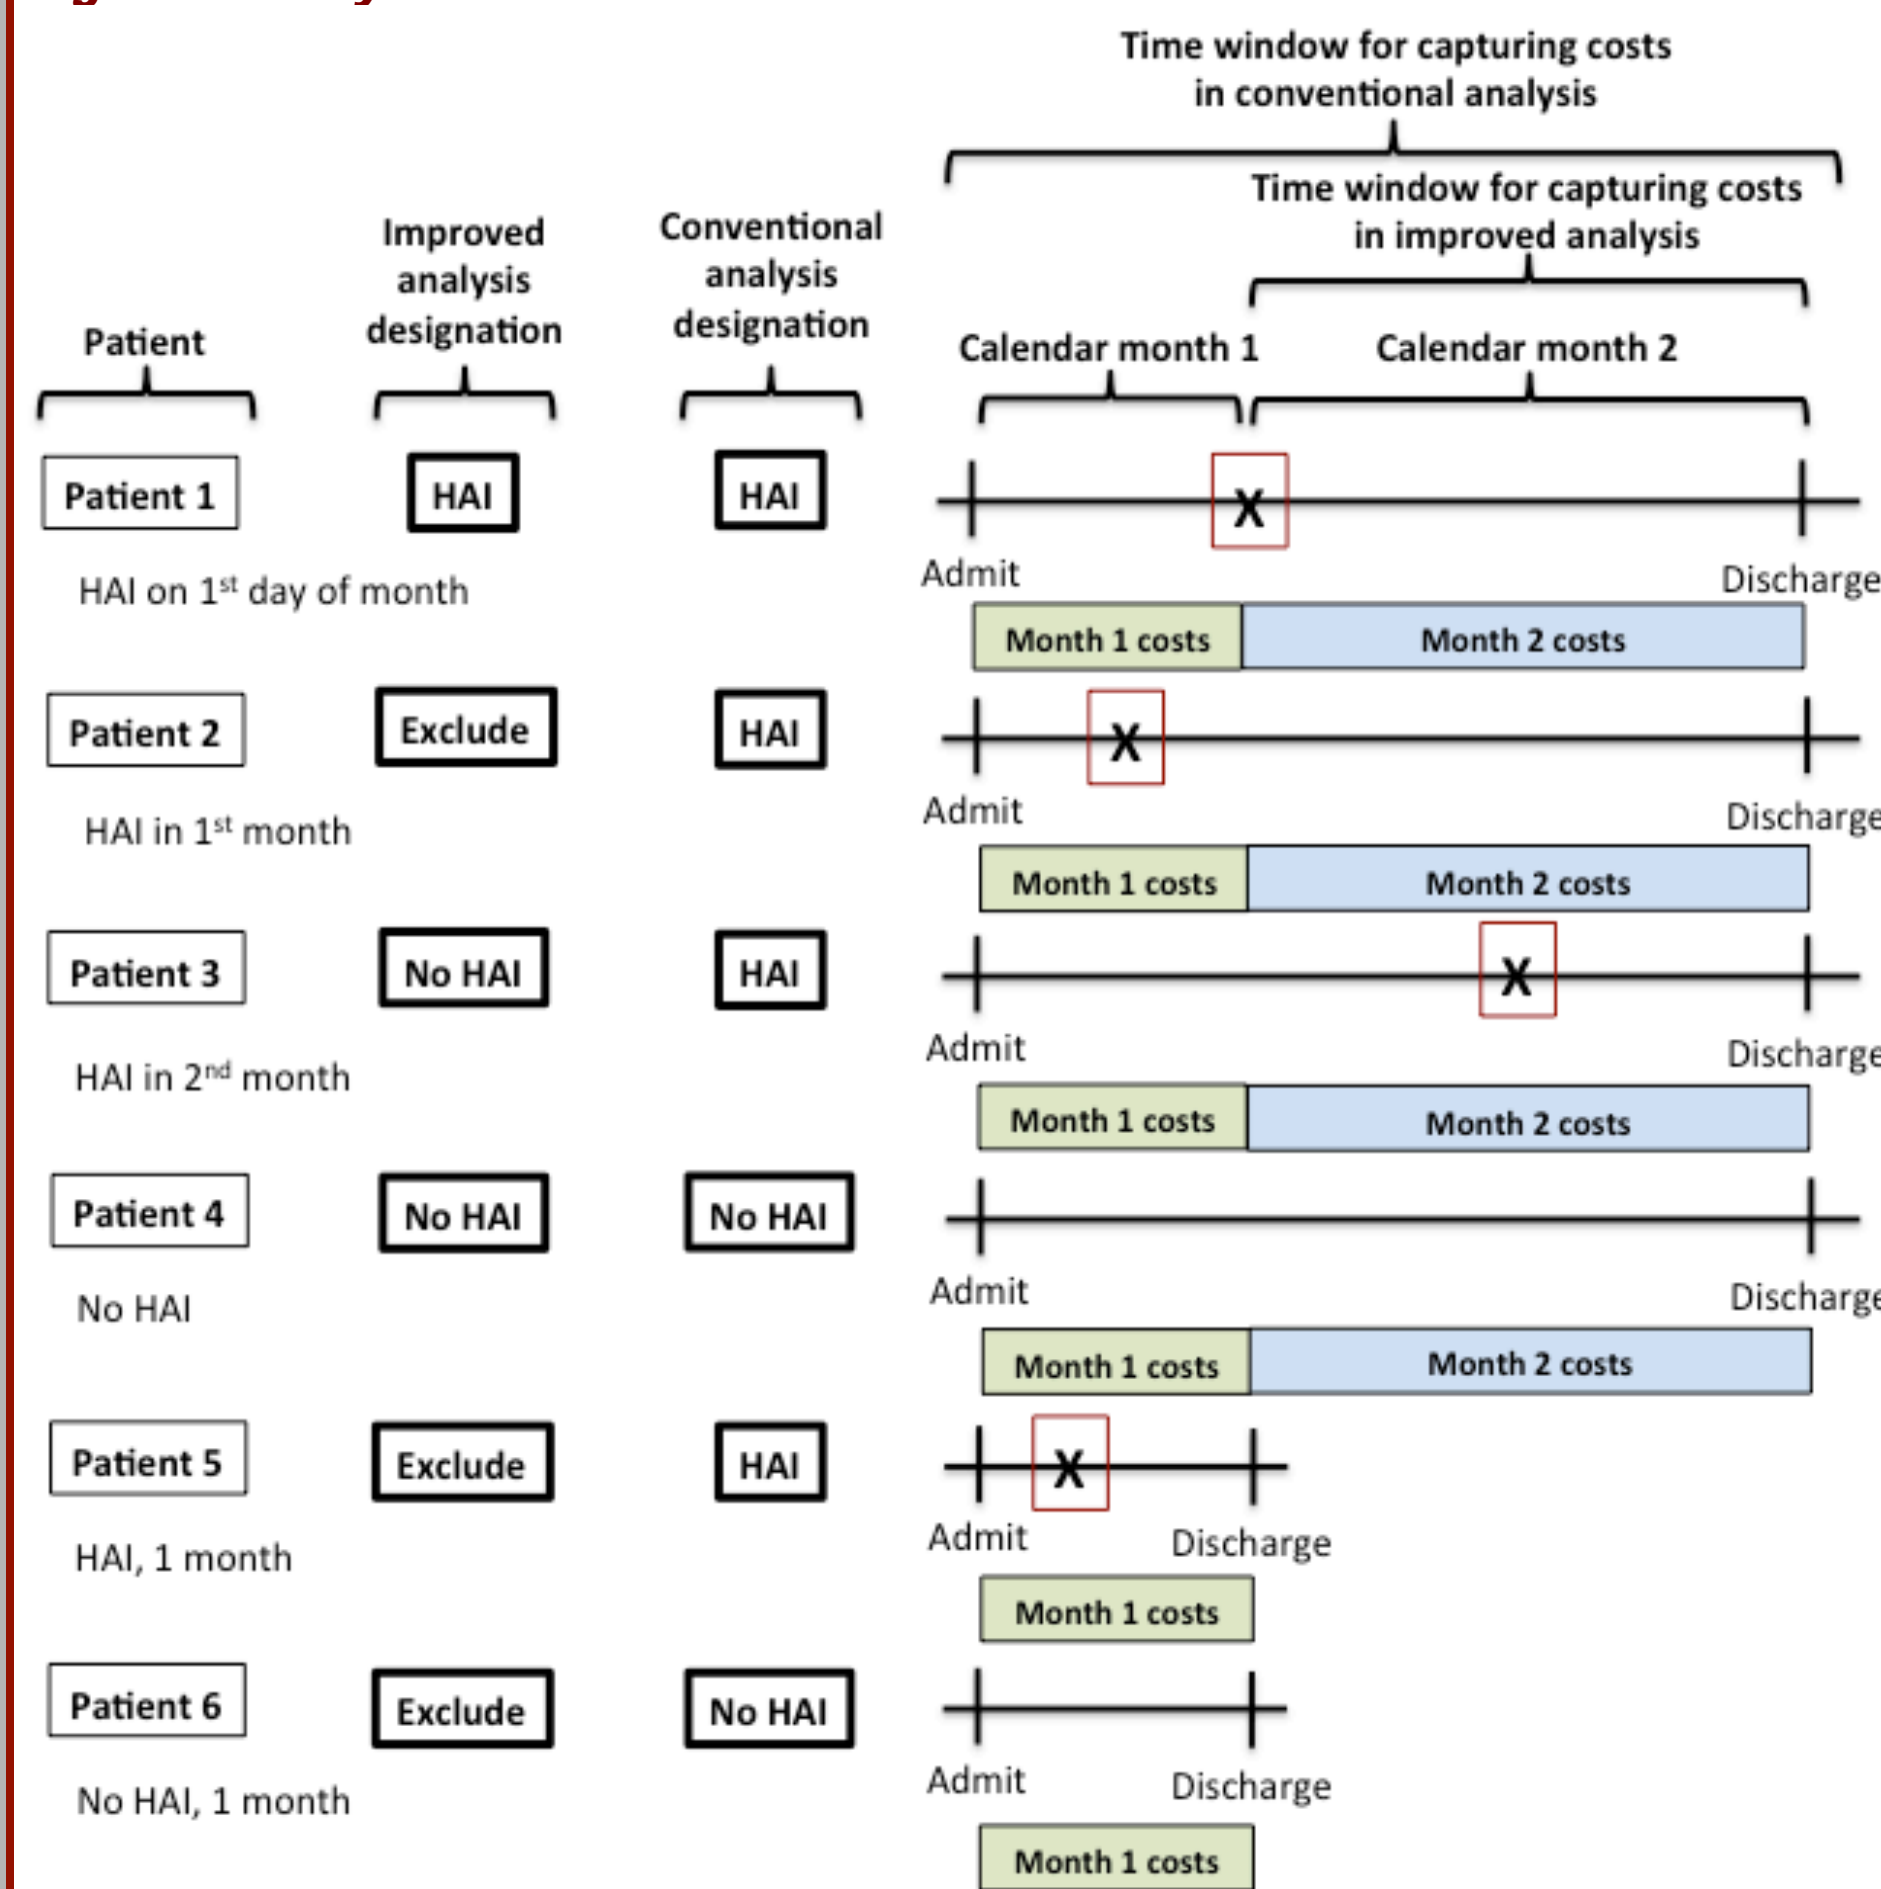 Time window for capturing costs
in conventional analysis
Time window for capturing costs
in improved analysis
Improved
analysis
designation
Conventional
analysis
designation
Patient
Calendar month 1
Calendar month 2
Patient 1
HAI
HAI
X
Admit
Discharge
HAI on 1st day of month
Month 1 costs
Month 2 costs
Patient 2
Exclude
HAI
X
Admit
Discharge
HAI in 1st month
Month 1 costs
Month 2 costs
Patient 3
No HAI
HAI
X
Admit
Discharge
HAI in 2nd month
Month 1 costs
Month 2 costs
Patient 4
No HAI
No HAI
Admit
Discharge
No HAI
Month 1 costs
Month 2 costs
Patient 5
Exclude
HAI
X
Admit
Discharge
HAI, 1 month
Month 1 costs
Patient 6
Exclude
No HAI
Admit
Discharge
No HAI, 1 month
Month 1 costs